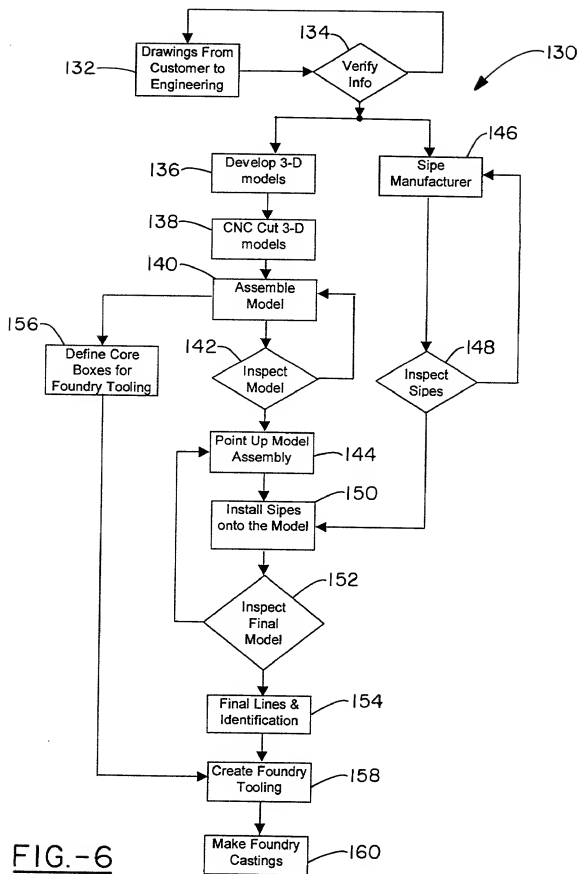 134
Drawings From
Customer to
Engineering
132
Verify
Info
130
146
136
Develop 3-D
models
Sipe
Manufacturer
138
CNC Cut 3-D
models
140
Assemble
Model
156
142
148
Define Core
Boxes for
Foundry Tooling
Inspect
Model
Inspect
Sipes
Point Up Model
Assembly
144
150
Install Sipes
onto the Model
152
Inspect
Final
Model
Final Lines &
Identification
154
Create Foundry
Tooling
158
Make Foundry
Castings
160
FIG.-6